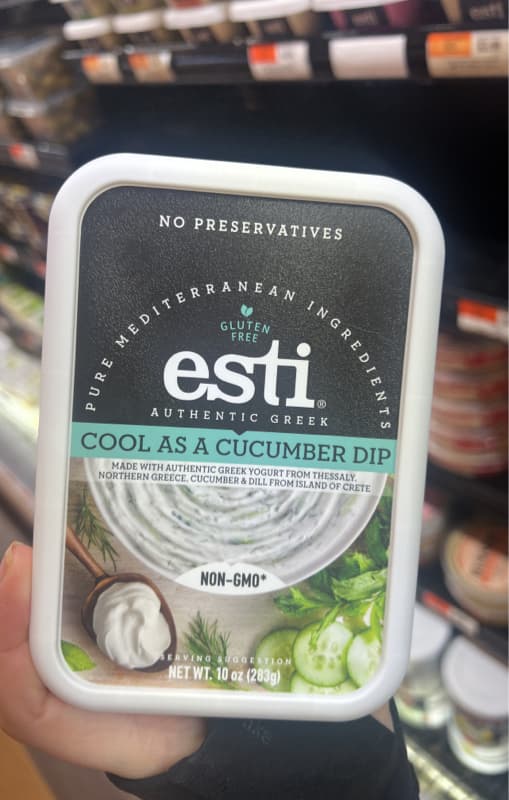 NO PRESERVATIVES
PURE MEDITERRANEAN INGREDIENTS
GLUTEN
FREE
esti®
AUTHENTIC GREEK
COOL AS A CUCUMBER DIP
MADE WITH AUTHENTIC GREEK YOGURT FROM THESSALY,
NORTHERN GREECE, CUCUMBER & DILL FROM ISLAND OF CRETE
NON-GMO*
SERVING SUGGESTION
NET WT. 10 oz (283g)